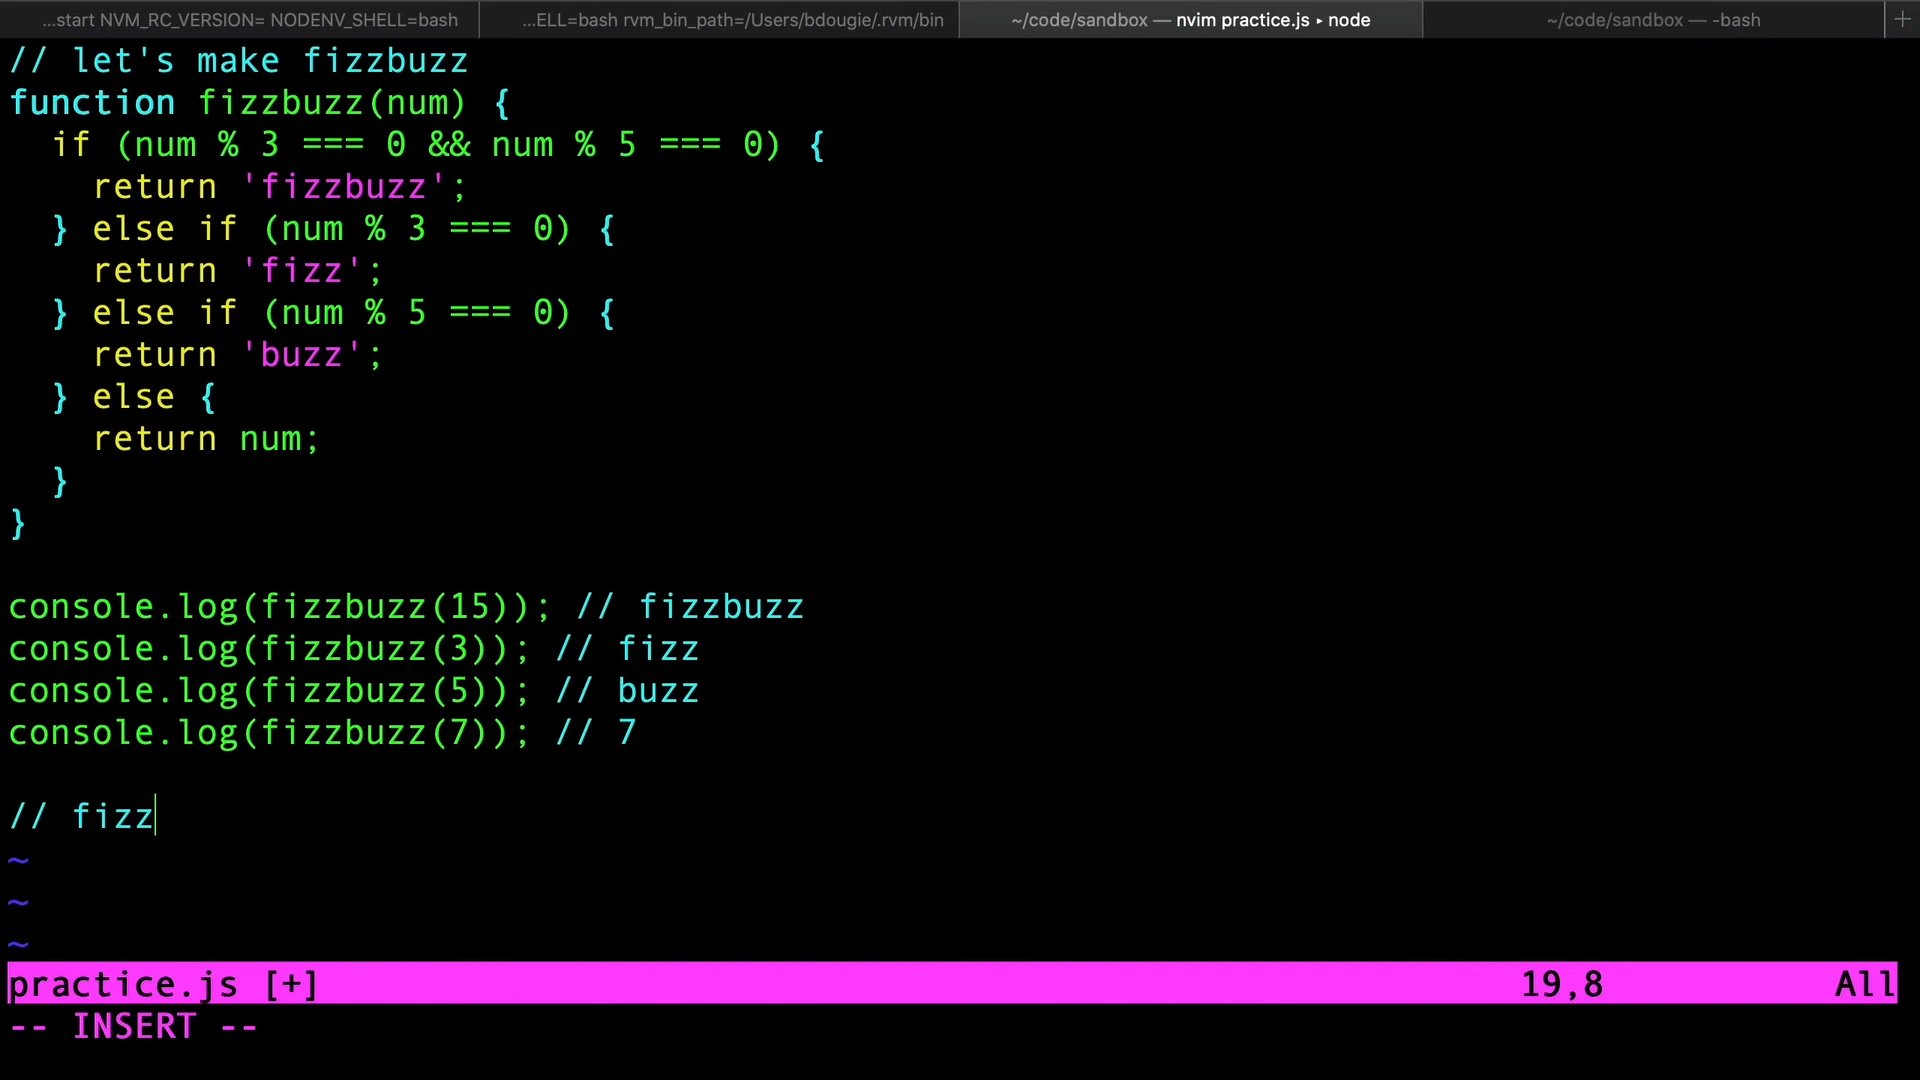 ...start NVM_RC_VERSION= NODENV_SHELL=bash
...ELL=bash rvm_bin_path=/Users/bdougie/.rvm/bin
~/code/sandbox — nvim practice.js ▸ node
~/code/sandbox — -bash
+
// let's make fizzbuzz
function fizzbuzz(num) {
  if (num % 3 === 0 && num % 5 === 0) {
    return 'fizzbuzz';
  } else if (num % 3 === 0) {
    return 'fizz';
  } else if (num % 5 === 0) {
    return 'buzz';
  } else {
    return num;
  }
}

console.log(fizzbuzz(15)); // fizzbuzz
console.log(fizzbuzz(3)); // fizz
console.log(fizzbuzz(5)); // buzz
console.log(fizzbuzz(7)); // 7

// fizz
~
~
~
practice.js [+] 19,8 All
-- INSERT --